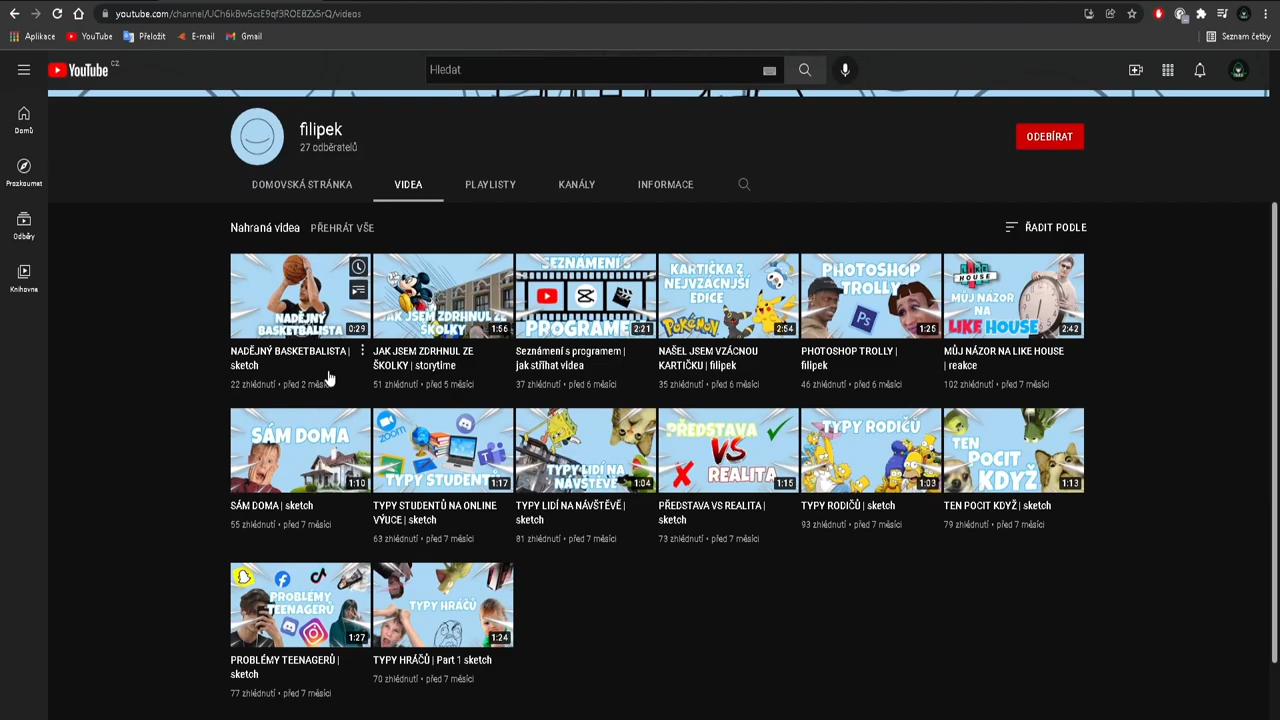 youtube.com/channel/UCh6kBw5csE9qf3ROE8Zx5rQ/videos
Aplikace YouTube Přeložit E-mail Gmail Seznam četby
YouTube CZ
Hledat
Domů
Prozkoumat
Odběry
Knihovna
filipek
27 odběratelů
ODEBÍRAT
DOMOVSKÁ STRÁNKA VIDEA PLAYLISTY KANÁLY INFORMACE
Nahraná videa PŘEHRÁT VŠE ŘADIT PODLE
NADĚJNÝ
BASKETBALISTA
0:29
NADĚJNÝ BASKETBALISTA |
sketch
22 zhlédnutí • před 2 měsíci
JAK JSEM ZDRHNUL ZE
ŠKOLKY
1:56
JAK JSEM ZDRHNUL ZE
ŠKOLKY | storytime
51 zhlédnutí • před 5 měsíci
SEZNÁMENÍ S
PROGRAME
2:21
Seznámení s programem |
jak stříhat videa
37 zhlédnutí • před 6 měsíci
KARTIČKA Z
NEJVZÁCNJŠÍ
EDICE
POKÉMON
2:54
NAŠEL JSEM VZÁCNOU
KARTIČKU | filipek
35 zhlédnutí • před 6 měsíci
PHOTOSHOP
TROLLY
Ps
1:26
PHOTOSHOP TROLLY |
filipek
46 zhlédnutí • před 6 měsíci
HOUSE
MŮJ NÁZOR
NA
LIKE HOUSE
2:42
MŮJ NÁZOR NA LIKE HOUSE
| reakce
102 zhlédnutí • před 7 měsíci
SÁM DOMA
1:10
SÁM DOMA | sketch
55 zhlédnutí • před 7 měsíci
zoom
TYPY STUDENTŮ
1:17
TYPY STUDENTŮ NA ONLINE
VÝUCE | sketch
63 zhlédnutí • před 7 měsíci
TYPY LIDÍ NA
NÁVŠTĚVĚ
1:04
TYPY LIDÍ NA NÁVŠTĚVĚ |
sketch
81 zhlédnutí • před 7 měsíci
PŘEDSTAVA
VS
REALITA
1:15
PŘEDSTAVA VS REALITA |
sketch
73 zhlédnutí • před 7 měsíci
TYPY RODIČŮ
1:03
TYPY RODIČŮ | sketch
93 zhlédnutí • před 7 měsíci
TEN
POCIT
KDYŽ
1:13
TEN POCIT KDYŽ | sketch
79 zhlédnutí • před 7 měsíci
PROBLÉMY
TEENAGERŮ
1:27
PROBLÉMY TEENAGERŮ |
sketch
77 zhlédnutí • před 7 měsíci
TYPY HRÁČŮ
1:24
TYPY HRÁČŮ | Part 1 sketch
70 zhlédnutí • před 7 měsíci